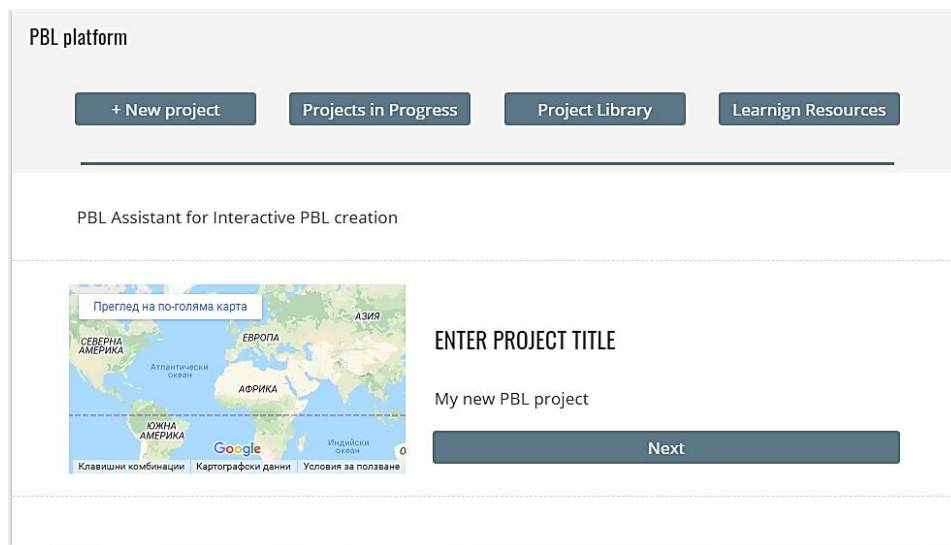 PBL platform
+ New project
Projects in Progress
Project Library
Learnign Resources
PBL Assistant for Interactive PBL creation
Преглед на по-голяма карта
АЗИЯ
СЕВЕРНА
АМЕРИКА
ЕВРОПА
Атлантически
океан
АФРИКА
ЮЖНА
АМЕРИКА
Google
Индийски
океан
О
Клавишни комбинации
Картографски данни
Условия за ползване
ENTER PROJECT TITLE
My new PBL project
Next